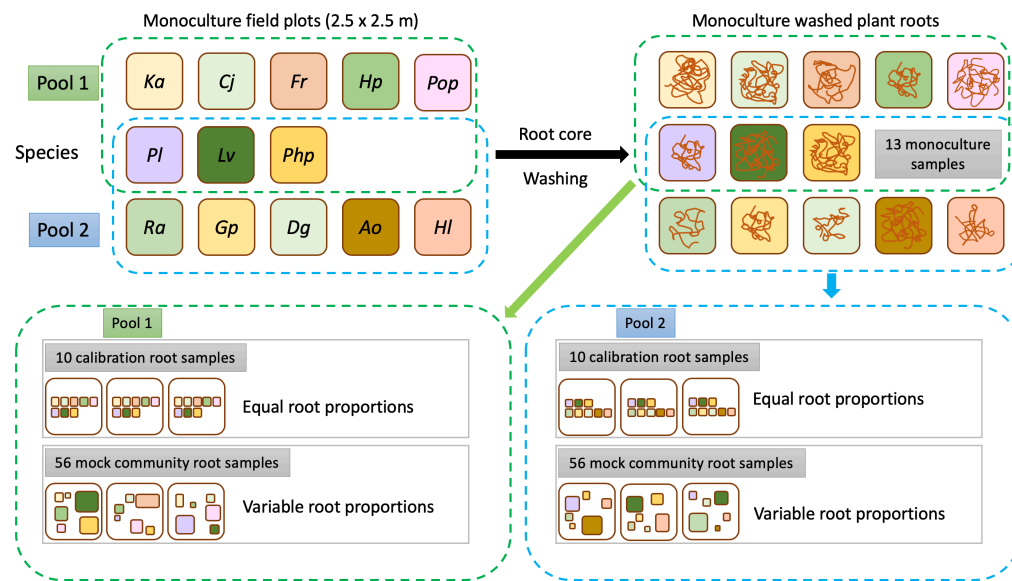 Monoculture field plots (2.5 x 2.5 m)
Monoculture washed plant roots
Pool 1
Ka
Cj
Fr
Hp
Pop
Species
Pl
Lv
Php
Pool 2
Ra
Gp
Dg
Ao
Hl
Root core
Washing
13 monoculture
samples
Pool 1
10 calibration root samples
Equal root proportions
56 mock community root samples
Variable root proportions
Pool 2
10 calibration root samples
Equal root proportions
56 mock community root samples
Variable root proportions